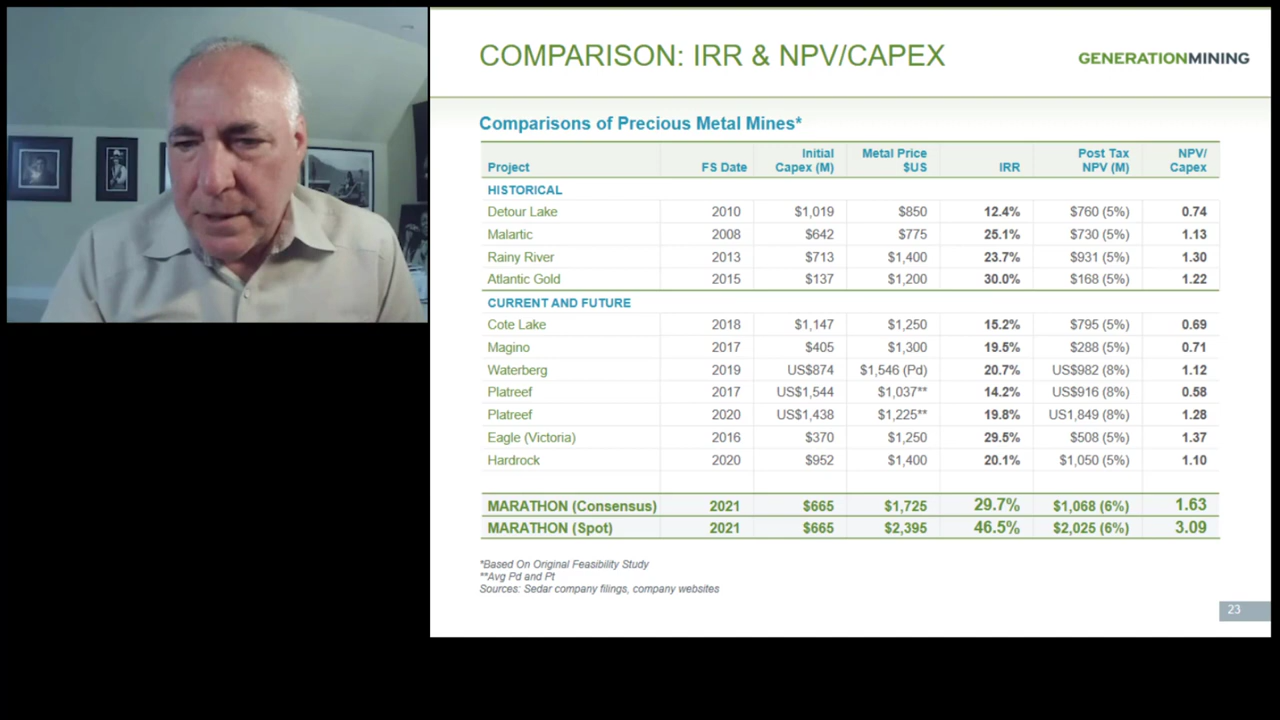 COMPARISON: IRR & NPV/CAPEX
GENERATIONMINING
Comparisons of Precious Metal Mines*
Project FS Date Initial Capex (M) Metal Price $US IRR Post Tax NPV (M) NPV/ Capex
HISTORICAL
Detour Lake 2010 $1,019 $850 12.4% $760 (5%) 0.74
Malartic 2008 $642 $775 25.1% $730 (5%) 1.13
Rainy River 2013 $713 $1,400 23.7% $931 (5%) 1.30
Atlantic Gold 2015 $137 $1,200 30.0% $168 (5%) 1.22
CURRENT AND FUTURE
Cote Lake 2018 $1,147 $1,250 15.2% $795 (5%) 0.69
Magino 2017 $405 $1,300 19.5% $288 (5%) 0.71
Waterberg 2019 US$874 $1,546 (Pd) 20.7% US$982 (8%) 1.12
Platreef 2017 US$1,544 $1,037** 14.2% US$916 (8%) 0.58
Platreef 2020 US$1,438 $1,225** 19.8% US1,849 (8%) 1.28
Eagle (Victoria) 2016 $370 $1,250 29.5% $508 (5%) 1.37
Hardrock 2020 $952 $1,400 20.1% $1,050 (5%) 1.10
MARATHON (Consensus) 2021 $665 $1,725 29.7% $1,068 (6%) 1.63
MARATHON (Spot) 2021 $665 $2,395 46.5% $2,025 (6%) 3.09
*Based On Original Feasibility Study
**Avg Pd and Pt
Sources: Sedar company filings, company websites
23